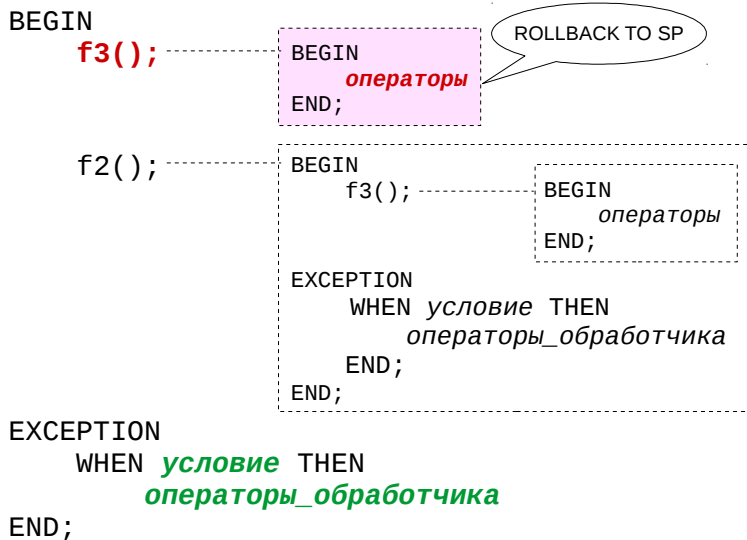 BEGIN
ROLLBACK TO SP
f3();
BEGIN
операторы
END;
f2();
BEGIN
f3();
BEGIN
операторы
END;
EXCEPTION
WHEN условие THEN
операторы_обработчика
END;
END;
EXCEPTION
WHEN условие THEN
операторы_обработчика
END;